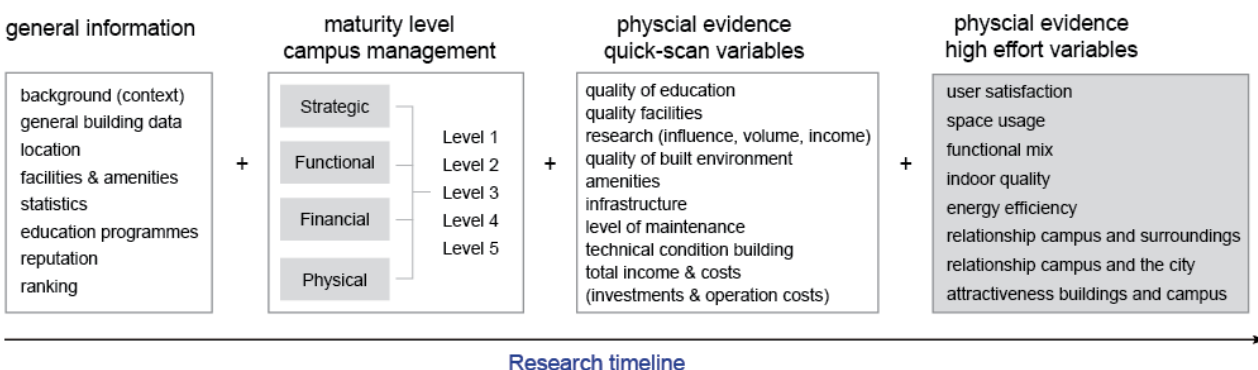 general information
maturity level
campus management
physcial evidence
quick-scan variables
physcial evidence
high effort variables
background (context)
general building data
location
facilities & amenities
statistics
education programmes
reputation
ranking
+
Strategic
Functional
Financial
Physical
Level 1
Level 2
Level 3
Level 4
Level 5
+
quality of education
quality facilities
research (influence, volume, income)
quality of built environment
amenities
infrastructure
level of maintenance
technical condition building
total income & costs
(investments & operation costs)
+
user satisfaction
space usage
functional mix
indoor quality
energy efficiency
relationship campus and surroundings
relationship campus and the city
attractiveness buildings and campus
Research timeline